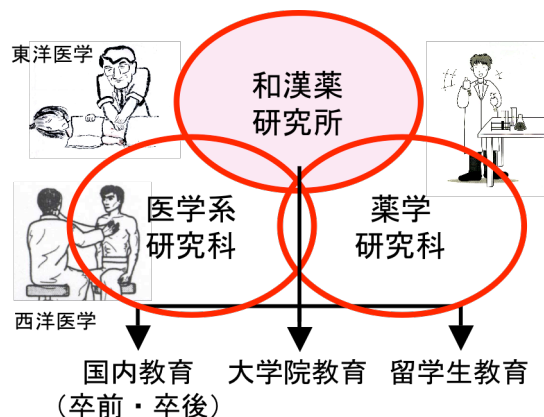 東洋医学
和漢薬
研究所
医学系
研究科
薬学
研究科
西洋医学
国内教育
(卒前・卒後)
大学院教育
留学生教育